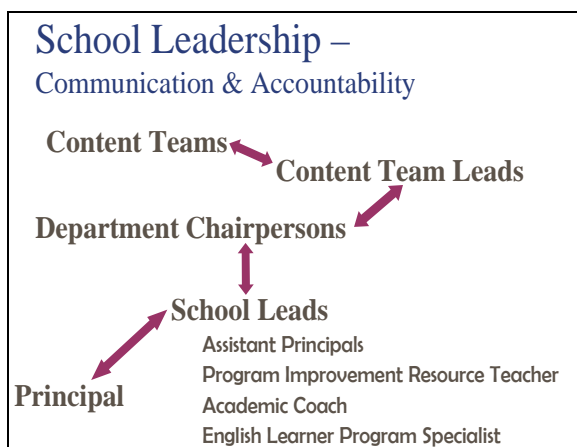 School Leadership –
Communication & Accountability
Content Teams
Content Team Leads
Department Chairpersons
School Leads
Assistant Principals
Program Improvement Resource Teacher
Principal
Academic Coach
English Learner Program Specialist